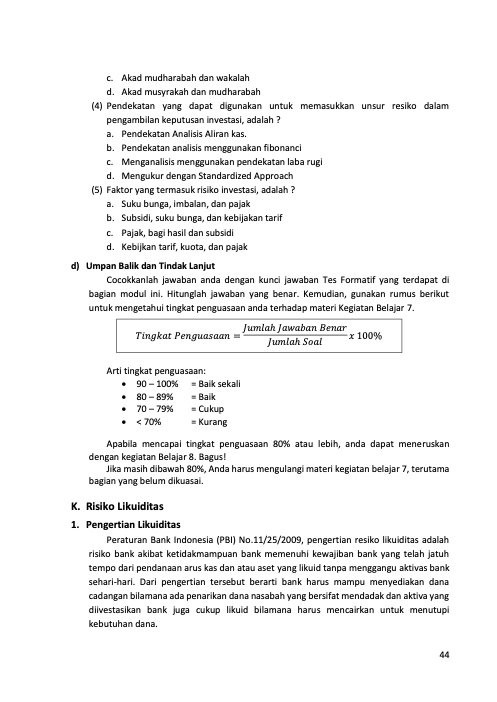 c. Akad mudharabah dan wakalah
d. Akad musyrakah dan mudharabah
(4) Pendekatan yang dapat digunakan untuk memasukkan unsur resiko dalam
pengambilan keputusan investasi, adalah ?
a. Pendekatan Analisis Aliran kas.
b. Pendekatan analisis menggunakan fibonanci
c. Menganalisis menggunakan pendekatan laba rugi
d. Mengukur dengan Standardized Approach
(5) Faktor yang termasuk risiko investasi, adalah ?
a. Suku bunga, imbalan, dan pajak
b. Subsidi, suku bunga, dan kebijakan tarif
c. Pajak, bagi hasil dan subsidi
d. Kebijkan tarif, kuota, dan pajak
d) Umpan Balik dan Tindak Lanjut
Cocokkanlah jawaban anda dengan kunci jawaban Tes Formatif yang terdapat di
bagian modul ini. Hitunglah jawaban yang benar. Kemudian, gunakan rumus berikut
untuk mengetahui tingkat penguasaan anda terhadap materi Kegiatan Belajar 7.
Tingkat Penguasaan = Jumlah Jawaban Benar / Jumlah Soal x 100%
Arti tingkat penguasaan:
• 90 – 100% = Baik sekali
• 80 – 89% = Baik
• 70 – 79% = Cukup
• < 70% = Kurang
Apabila mencapai tingkat penguasaan 80% atau lebih, anda dapat meneruskan
dengan kegiatan Belajar 8. Bagus!
Jika masih dibawah 80%, Anda harus mengulangi materi kegiatan belajar 7, terutama
bagian yang belum dikuasai.
K. Risiko Likuiditas
1. Pengertian Likuiditas
Peraturan Bank Indonesia (PBI) No.11/25/2009, pengertian resiko likuiditas adalah
risiko bank akibat ketidakmampuan bank memenuhi kewajiban bank yang telah jatuh
tempo dari pendanaan arus kas dan atau aset yang likuid tanpa menggangu aktivas bank
sehari-hari. Dari pengertian tersebut berarti bank harus mampu menyediakan dana
cadangan bilamana ada penarikan dana nasabah yang bersifat mendadak dan aktiva yang
diivestasikan bank juga cukup likuid bilamana harus mencairkan untuk menutupi
kebutuhan dana.
44